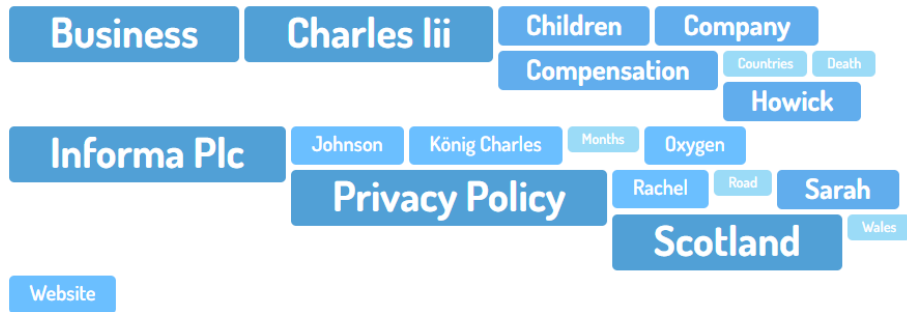 Business Charles Iii Children Company
Compensation Countries Death
Howick
Informa Plc Johnson König Charles Months Oxygen
Privacy Policy Rachel Road Sarah
Scotland Wales
Website